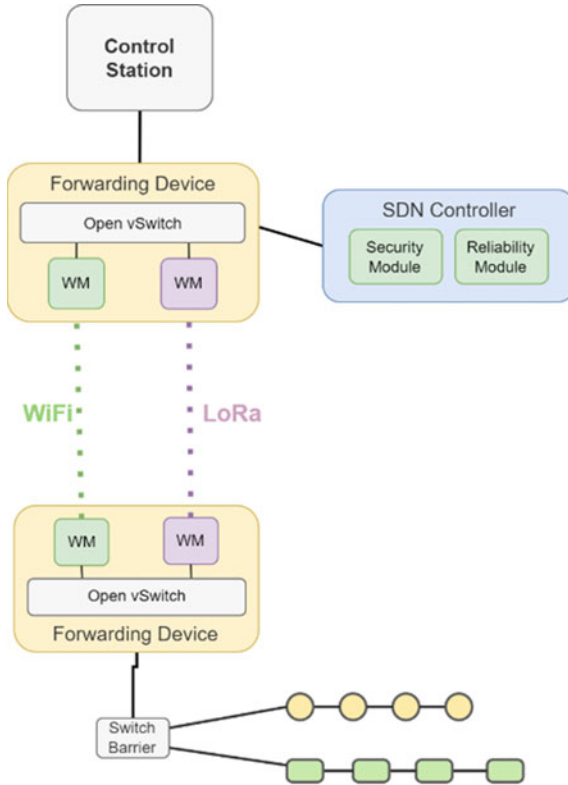 Control
Station
Forwarding Device
Open vSwitch
WM
WM
SDN Controller
Security
Module
Reliability
Module
WiFi
LoRa
WM
WM
Open vSwitch
Forwarding Device
Switch
Barrier